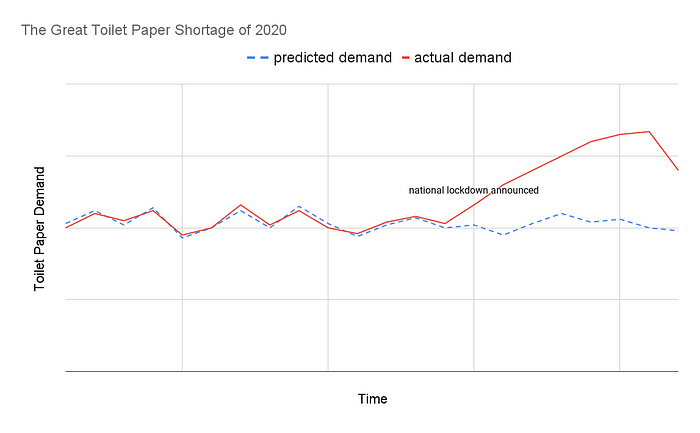 The Great Toilet Paper Shortage of 2020
predicted demand
actual demand
national lockdown announced
Toilet Paper Demand
Time